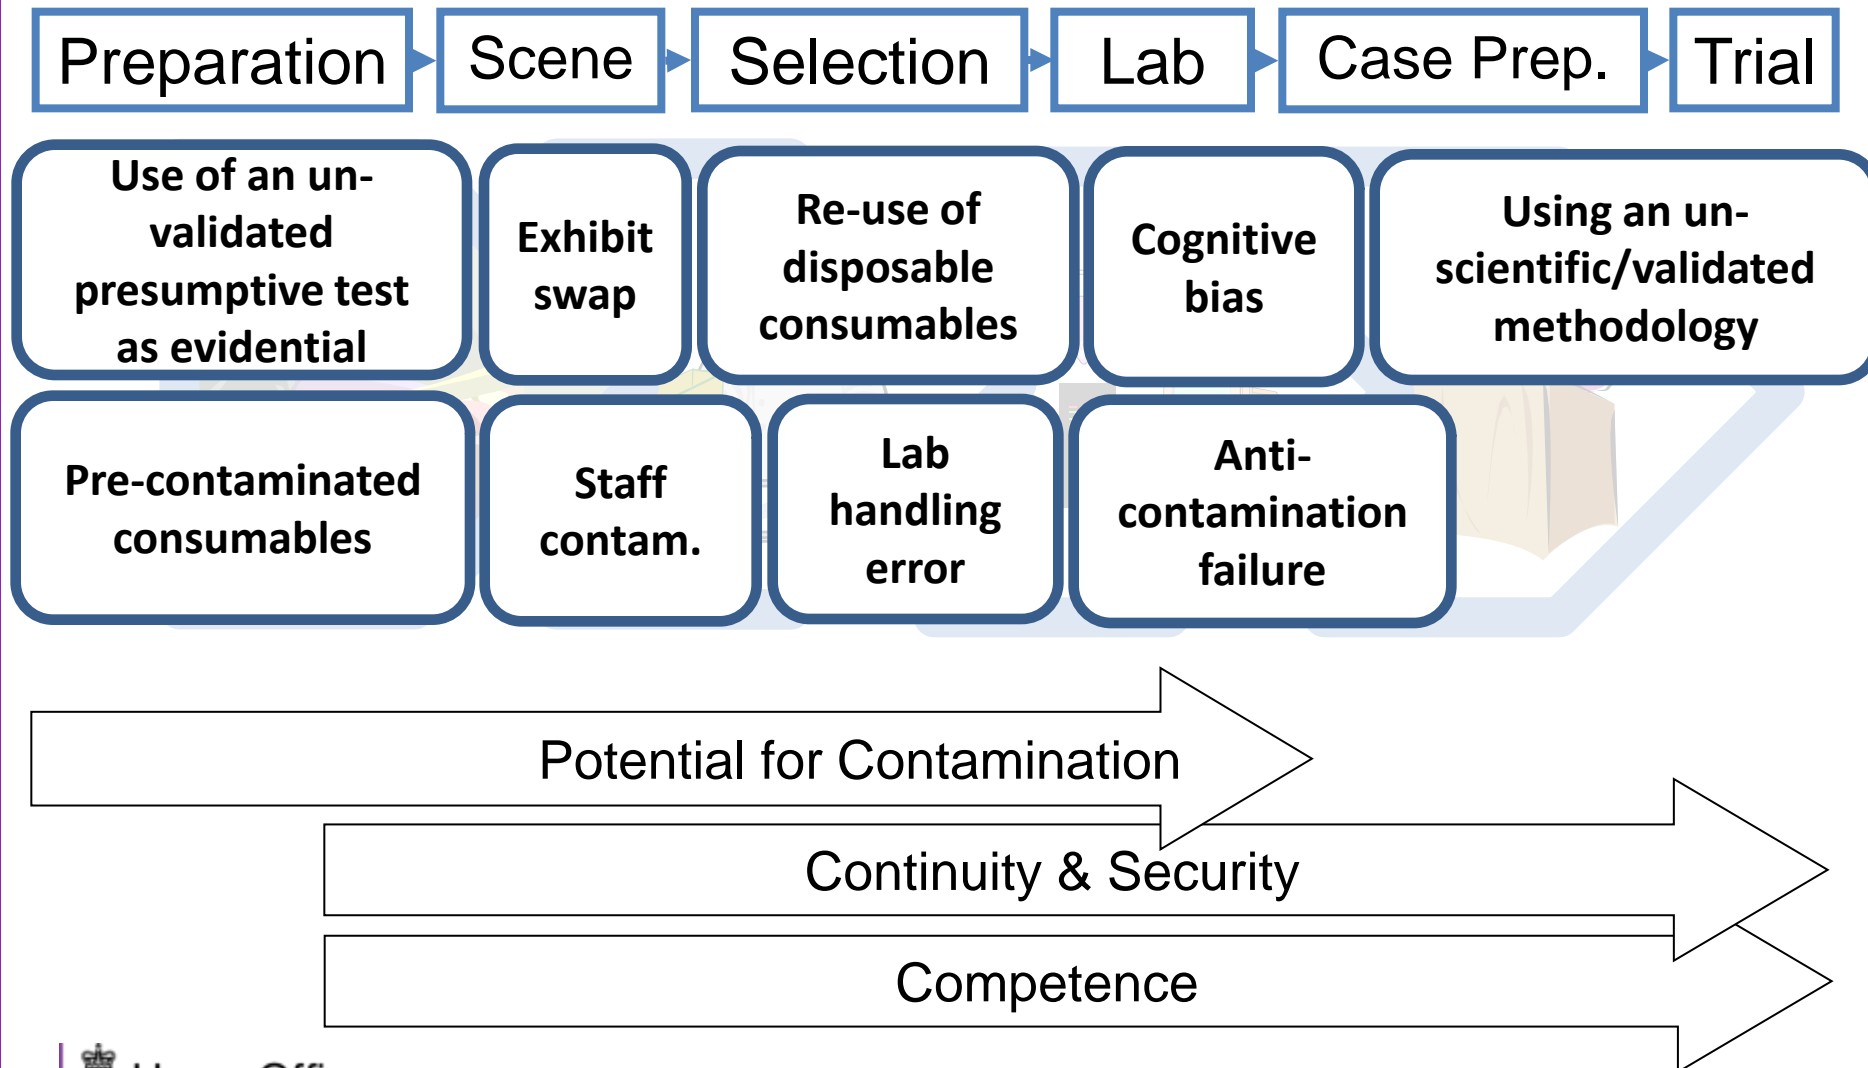 Preparation
Scene
Selection
Lab
Case Prep.
Trial
Use of an un-
validated
presumptive test
as evidential
Exhibit
swap
Re-use of
disposable
consumables
Cognitive
bias
Using an un-
scientific/validated
methodology
Pre-contaminated
consumables
Staff
contam.
Lab
handling
error
Anti-
contamination
failure
Potential for Contamination
Continuity & Security
Competence